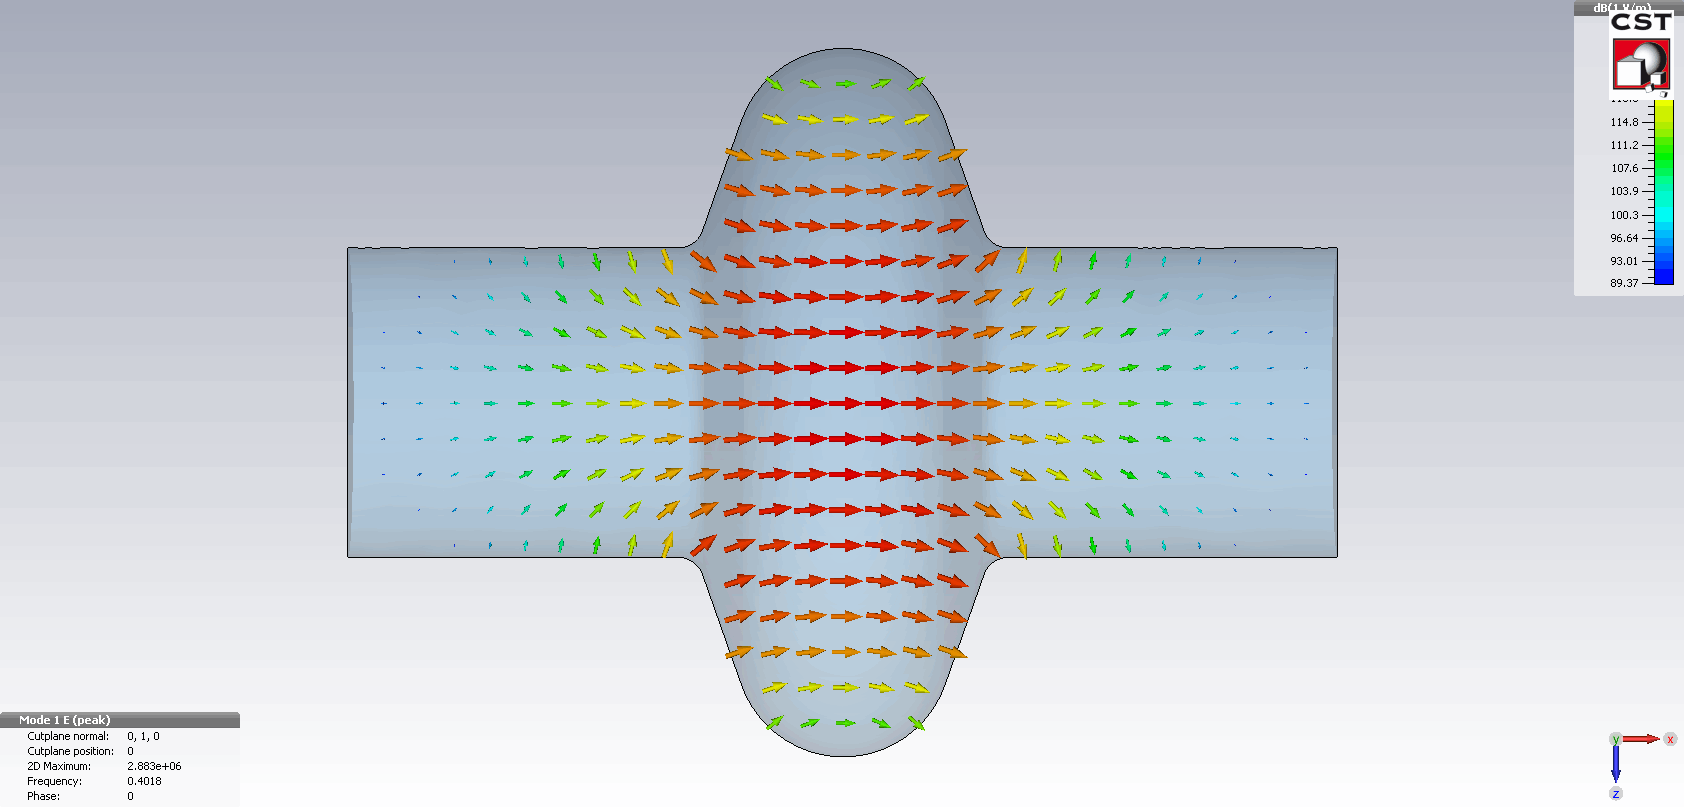 CST
114.8
111.2
107.6
103.9
100.3
96.64
93.01
89.37
Mode 1 E (peak)
Cutplane normal: 0, 1, 0
Cutplane position: 0
2D Maximum: 2.883e+06
Frequency: 0.4018
Phase: 0
y x
z